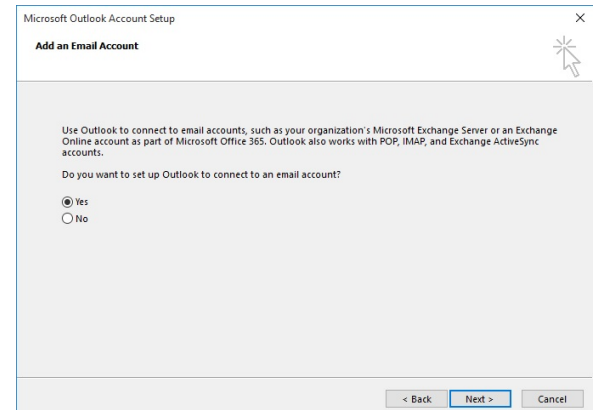 Microsoft Outlook Account Setup
Add an Email Account
Use Outlook to connect to email accounts, such as your organization's Microsoft Exchange Server or an Exchange
Online account as part of Microsoft Office 365. Outlook also works with POP, IMAP, and Exchange ActiveSync
accounts.
Do you want to set up Outlook to connect to an email account?
Yes
No
< Back Next > Cancel